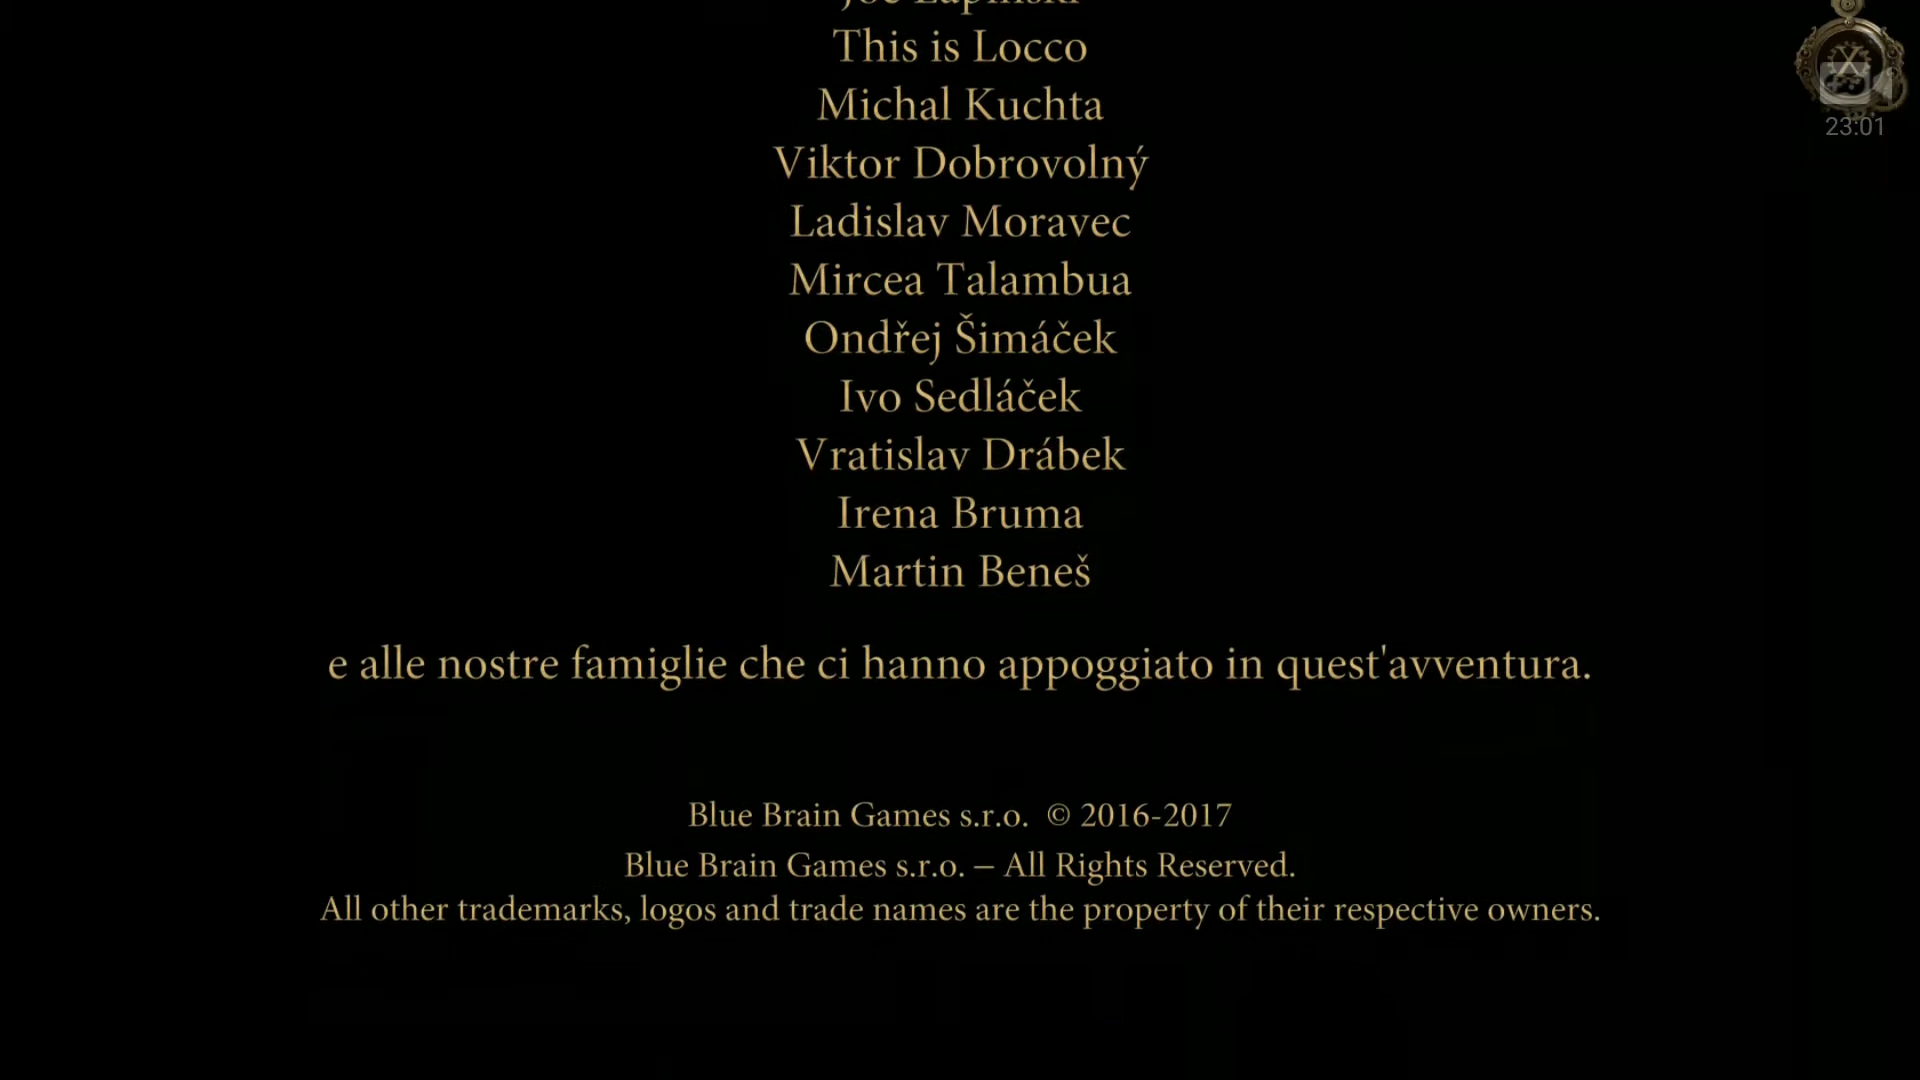 Joe Lapinski
This is Locco
Michal Kuchta
Viktor Dobrovolný
Ladislav Moravec
Mircea Talambua
Ondřej Šimáček
Ivo Sedláček
Vratislav Drábek
Irena Bruma
Martin Beneš
e alle nostre famiglie che ci hanno appoggiato in quest'avventura.
Blue Brain Games s.r.o. © 2016-2017
Blue Brain Games s.r.o. – All Rights Reserved.
All other trademarks, logos and trade names are the property of their respective owners.
X
23:01